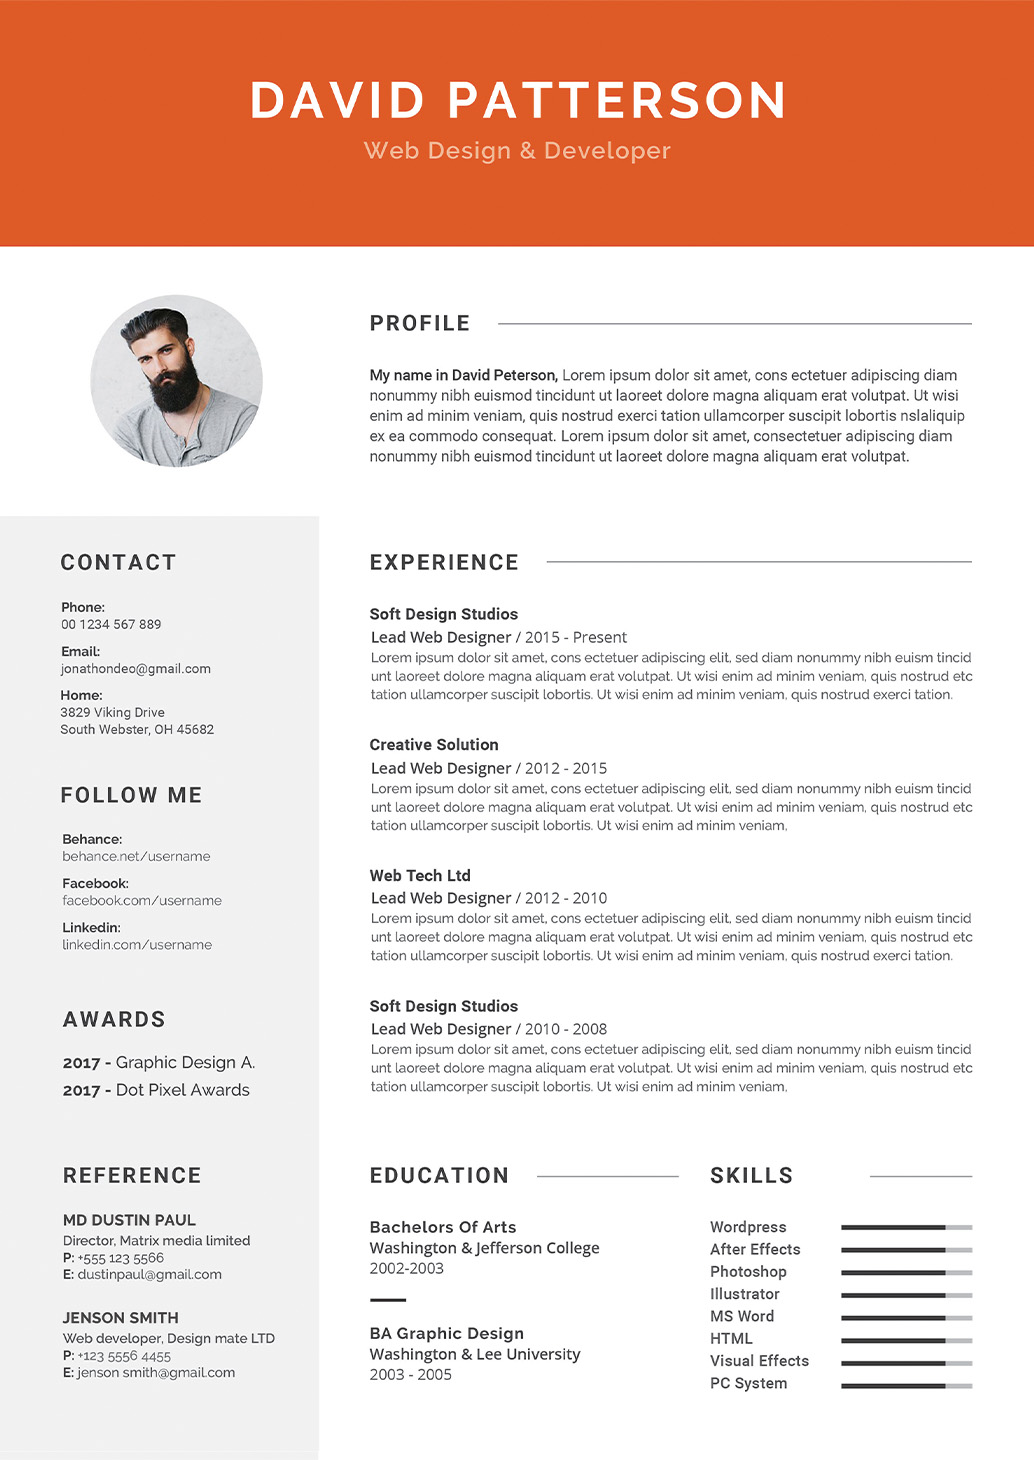 DAVID PATTERSON
Web Design & Developer
PROFILE
My name in David Peterson, Lorem ipsum dolor sit amet, cons ectetuer adipiscing diam
nonummy nibh euismod tincidunt ut laoreet dolore magna aliquam erat volutpat. Ut wisi
enim ad minim veniam, quis nostrud exerci tation ullamcorper suscipit lobortis nslaliquip
ex ea commodo consequat. Lorem ipsum dolor sit amet, consectetuer adipiscing diam
nonummy nibh euismod tincidunt ut laoreet dolore magna aliquam erat volutpat.
CONTACT
Phone:
00 1234 567 889
Email:
jonathondeo@gmail.com
Home:
3829 Viking Drive
South Webster, OH 45682
FOLLOW ME
Behance:
behance.net/username
Facebook:
facebook.com/username
Linkedin:
linkedin.com/username
AWARDS
2017 - Graphic Design A.
2017 - Dot Pixel Awards
REFERENCE
MD DUSTIN PAUL
Director, Matrix media limited
P: +555 123 5566
E: dustinpaul@gmail.com
JENSON SMITH
Web developer, Design mate LTD
P: +123 5556 4455
E: jenson smith@gmail.com
EXPERIENCE
Soft Design Studios
Lead Web Designer / 2015 - Present
Lorem ipsum dolor sit amet, cons ectetuer adipiscing elit, sed diam nonummy nibh euism tincid
unt ut laoreet dolore magna aliquam erat volutpat. Ut wisi enim ad minim veniam, quis nostrud etc
tation ullamcorper suscipit lobortis. Ut wisi enim ad minim veniam, quis nostrud exerci tation.
Creative Solution
Lead Web Designer / 2012 - 2015
Lorem ipsum dolor sit amet, cons ectetuer adipiscing elit, sed diam nonummy nibh euism tincid
unt ut laoreet dolore magna aliquam erat volutpat. Ut wisi enim ad minim veniam, quis nostrud etc
tation ullamcorper suscipit lobortis. Ut wisi enim ad minim veniam,
Web Tech Ltd
Lead Web Designer / 2012 - 2010
Lorem ipsum dolor sit amet, cons ectetuer adipiscing elit, sed diam nonummy nibh euism tincid
unt ut laoreet dolore magna aliquam erat volutpat. Ut wisi enim ad minim veniam, quis nostrud etc
tation ullamcorper suscipit lobortis. Ut wisi enim ad minim veniam, quis nostrud exerci tation.
Soft Design Studios
Lead Web Designer / 2010 - 2008
Lorem ipsum dolor sit amet, cons ectetuer adipiscing elit, sed diam nonummy nibh euism tincid
unt ut laoreet dolore magna aliquam erat volutpat. Ut wisi enim ad minim veniam, quis nostrud etc
tation ullamcorper suscipit lobortis. Ut wisi enim ad minim veniam,
EDUCATION
Bachelors Of Arts
Washington & Jefferson College
2002-2003
BA Graphic Design
Washington & Lee University
2003 - 2005
SKILLS
Wordpress
After Effects
Photoshop
Illustrator
MS Word
HTML
Visual Effects
PC System